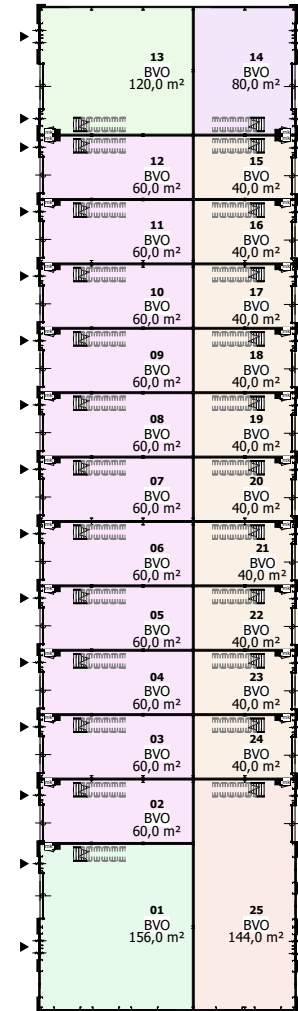 13
BVO
120,0 m²
14
BVO
80,0 m²
12
BVO
60,0 m²
15
BVO
40,0 m²
11
BVO
60,0 m²
16
BVO
40,0 m²
10
BVO
60,0 m²
17
BVO
40,0 m²
09
BVO
60,0 m²
18
BVO
40,0 m²
08
BVO
60,0 m²
19
BVO
40,0 m²
07
BVO
60,0 m²
20
BVO
40,0 m²
06
BVO
60,0 m²
21
BVO
40,0 m²
05
BVO
60,0 m²
22
BVO
40,0 m²
04
BVO
60,0 m²
23
BVO
40,0 m²
03
BVO
60,0 m²
24
BVO
40,0 m²
02
BVO
60,0 m²
01
BVO
156,0 m²
25
BVO
144,0 m²